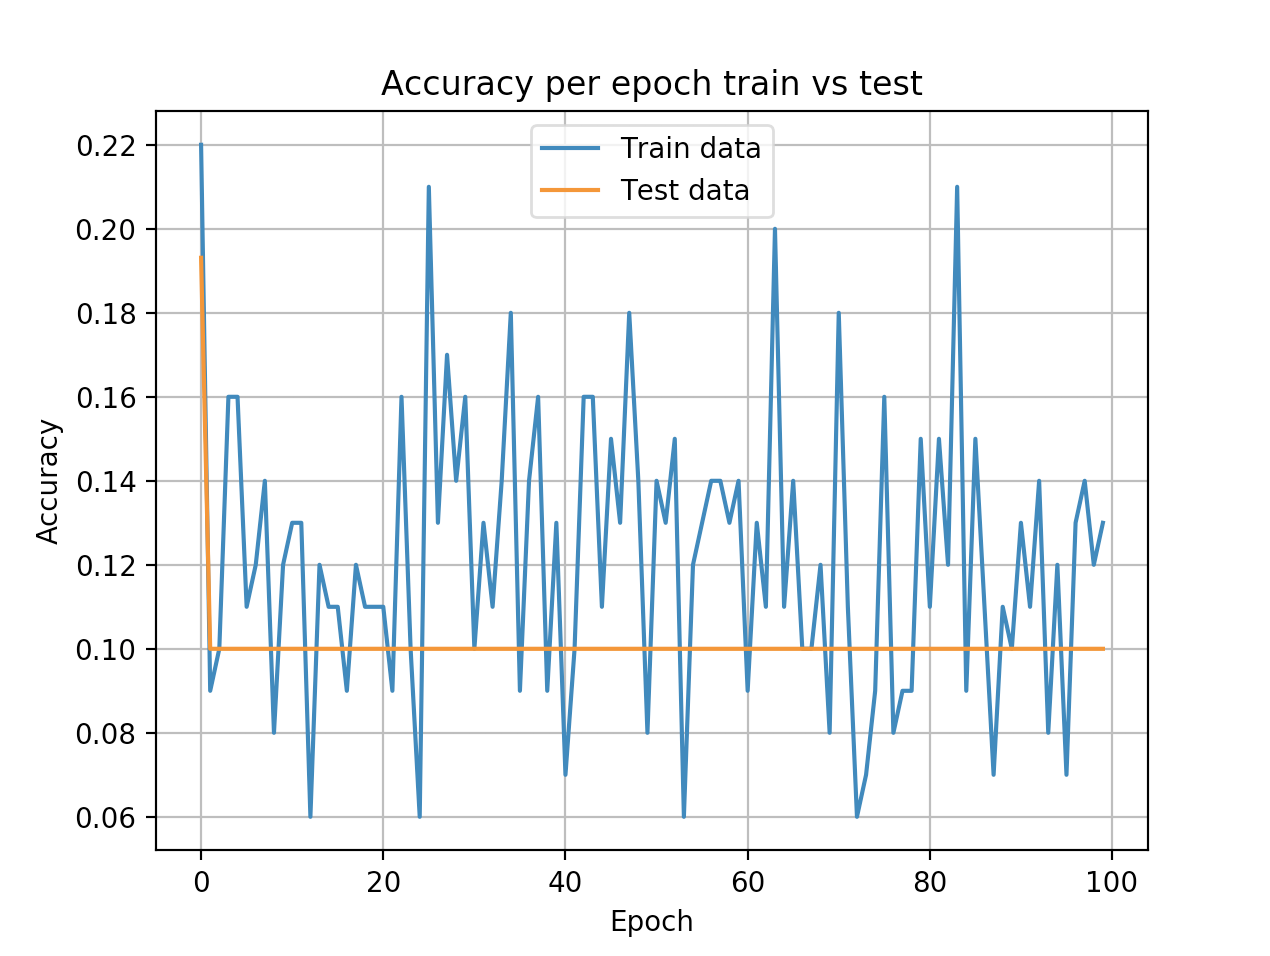 Accuracy per epoch train vs test
Train data
Test data
0.22
0.20
0.18
0.16
0.14
0.12
0.10
0.08
0.06
Accuracy
0 20 40 60 80 100
Epoch